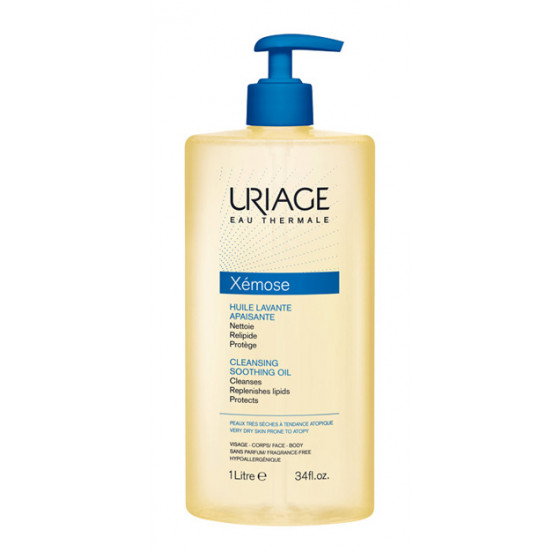 URIAGE
EAU THERMALE
Xémose
HUILE LAVANTE
APAISANTE
Nettoie
Relipide
Protège
CLEANSING
SOOTHING OIL
Cleanses
Replenishes lipids
Protects
PEAUX TRÈS SÈCHES À TENDANCE ATOPIQUE
VERY DRY SKIN PRONE TO ATOPY
VISAGE - CORPS/ FACE - BODY
SANS PARFUM/ FRAGRANCE-FREE
HYPOALLERGÉNIQUE
1 Litre ℮ 34fl.oz.